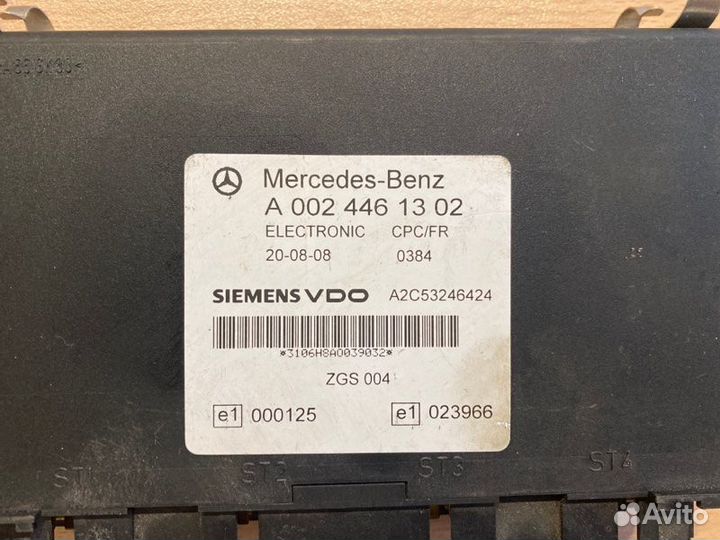 Mercedes-Benz
A 002 446 13 02
ELECTRONIC CPC/FR
20-08-08 0384
SIEMENS VDO A2C53246424
*3106H8A0039032*
ZGS 004
e1 000125 e1 023966
ST1 ST2 ST3 ST4
Avito